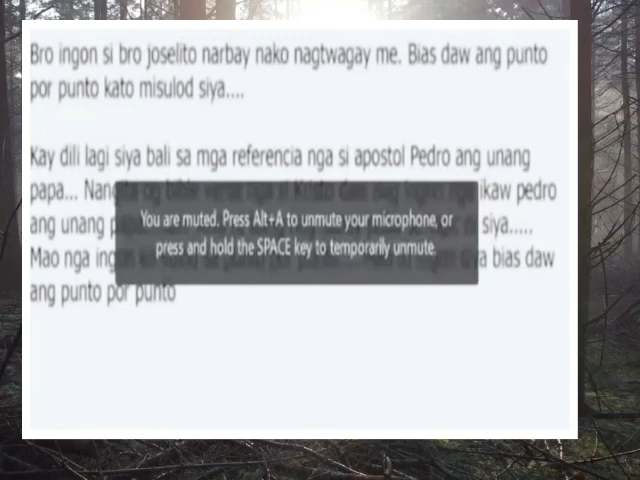 Bro ingon si bro joselito narbay nako nagtwagay me. Bias daw ang punto
por punto kato misulod siya....
Kay dili lagi siya bali sa mga referencia nga si apostol Pedro ang unang
papa... ikaw pedro
ang unang siya.....
You are muted. Press Alt+A to unmute your microphone, or
press and hold the SPACE key to temporarily unmute.
Mao nga bias daw
ang punto por punto